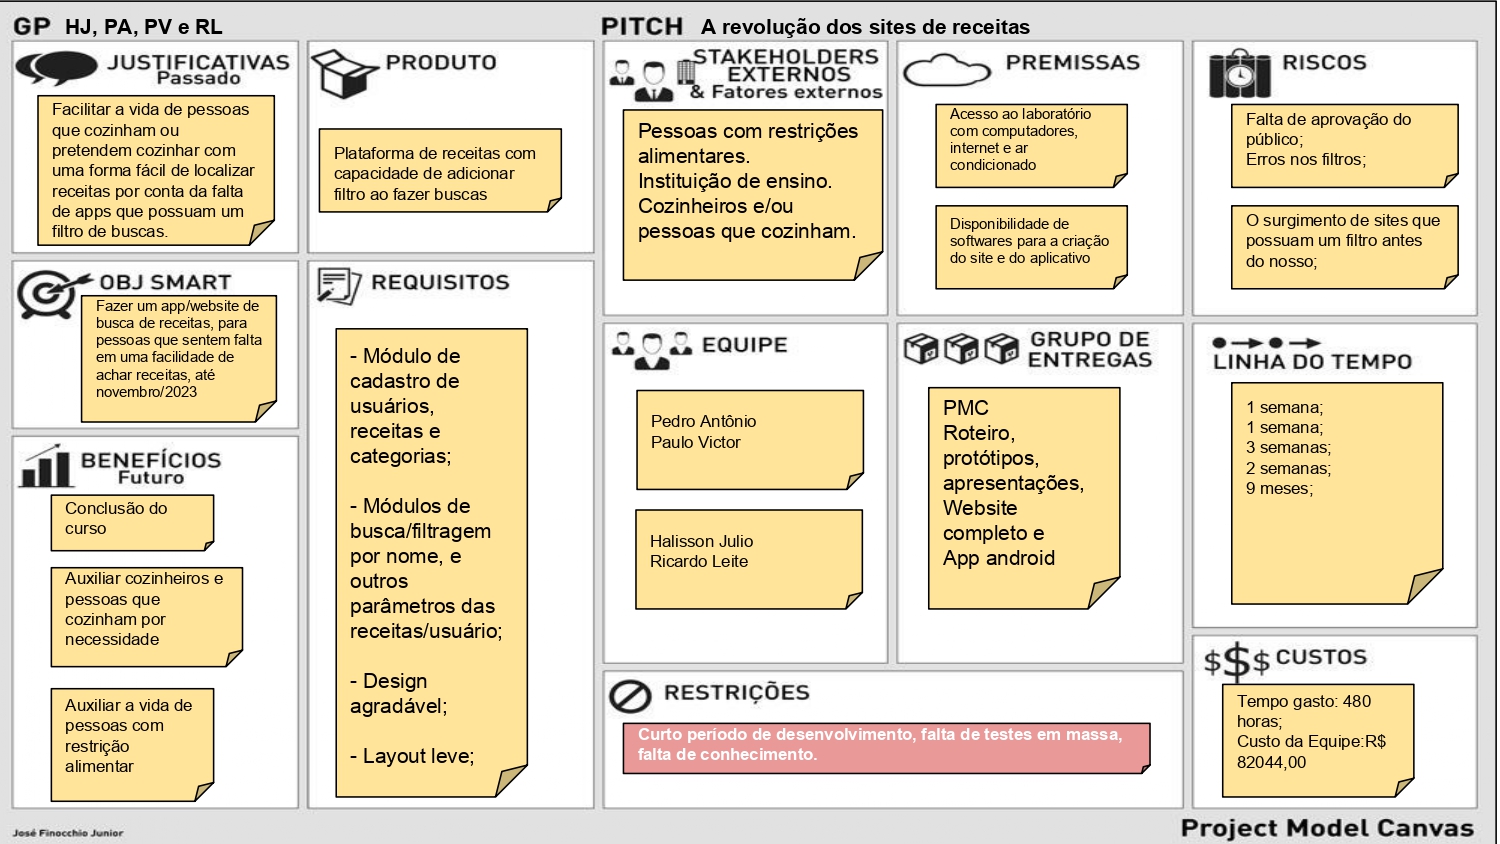 GP HJ, PA, PV e RL
PITCH A revolução dos sites de receitas
JUSTIFICATIVAS
Passado
Facilitar a vida de pessoas
que cozinham ou
pretendem cozinhar com
uma forma fácil de localizar
receitas por conta da falta
de apps que possuam um
filtro de buscas.
OBJ SMART
Fazer um app/website de
busca de receitas, para
pessoas que sentem falta
em uma facilidade de
achar receitas, até
novembro/2023
BENEFÍCIOS
Futuro
Conclusão do
curso
Auxiliar cozinheiros e
pessoas que
cozinham por
necessidade
Auxiliar a vida de
pessoas com
restrição
alimentar
PRODUTO
Plataforma de receitas com
capacidade de adicionar
filtro ao fazer buscas
REQUISITOS
- Módulo de
cadastro de
usuários,
receitas e
categorias;
- Módulos de
busca/filtragem
por nome, e
outros
parâmetros das
receitas/usuário;
- Design
agradável;
- Layout leve;
STAKEHOLDERS
EXTERNOS
& Fatores externos
Pessoas com restrições
alimentares.
Instituição de ensino.
Cozinheiros e/ou
pessoas que cozinham.
EQUIPE
Pedro Antônio
Paulo Victor
Halisson Julio
Ricardo Leite
PREMISSAS
Acesso ao laboratório
com computadores,
internet e ar
condicionado
Disponibilidade de
softwares para a criação
do site e do aplicativo
GRUPO DE
ENTREGAS
PMC
Roteiro,
protótipos,
apresentações,
Website
completo e
App android
RESTRIÇÕES
Curto período de desenvolvimento, falta de testes em massa,
falta de conhecimento.
RISCOS
Falta de aprovação do
público;
Erros nos filtros;
O surgimento de sites que
possuam um filtro antes
do nosso;
LINHA DO TEMPO
1 semana;
1 semana;
3 semanas;
2 semanas;
9 meses;
$$$ CUSTOS
Tempo gasto: 480
horas;
Custo da Equipe:R$
82044,00
José Finocchio Junior
Project Model Canvas